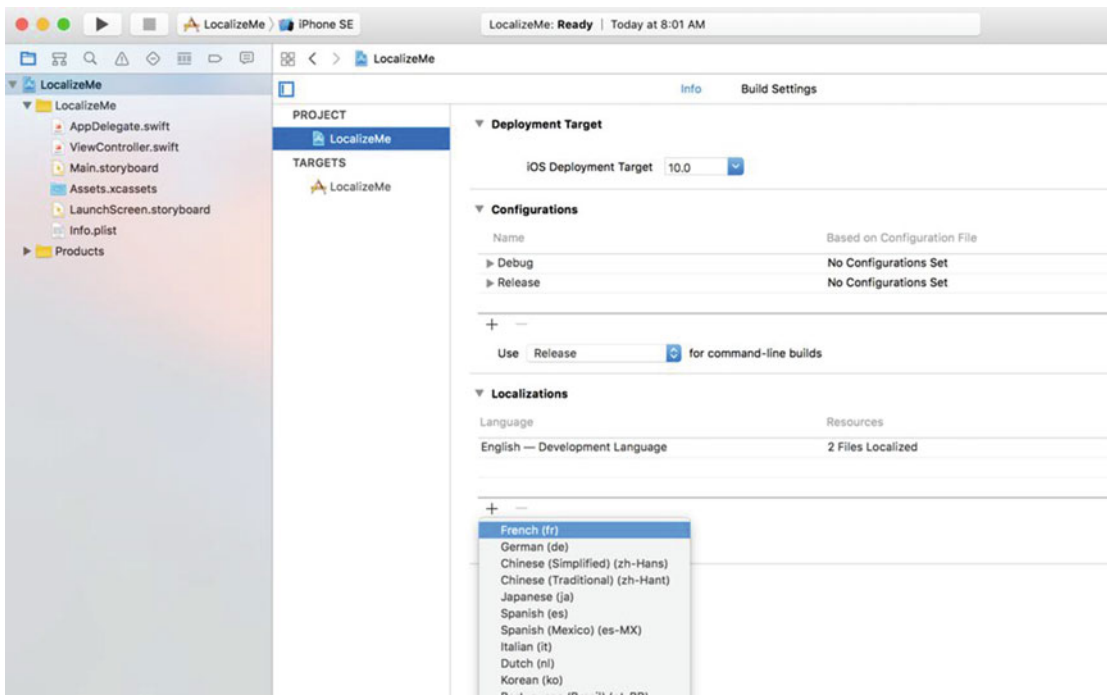 LocalizeMe
iPhone SE
LocalizeMe: Ready | Today at 8:01 AM
LocalizeMe
LocalizeMe
LocalizeMe
AppDelegate.swift
ViewController.swift
Main.storyboard
Assets.xcassets
LaunchScreen.storyboard
Info.plist
Products
Info
Build Settings
PROJECT
LocalizeMe
TARGETS
LocalizeMe
Deployment Target
iOS Deployment Target 10.0
Configurations
Name Based on Configuration File
Debug No Configurations Set
Release No Configurations Set
Use Release for command-line builds
Localizations
Language Resources
English — Development Language 2 Files Localized
French (fr)
German (de)
Chinese (Simplified) (zh-Hans)
Chinese (Traditional) (zh-Hant)
Japanese (ja)
Spanish (es)
Spanish (Mexico) (es-MX)
Italian (it)
Dutch (nl)
Korean (ko)